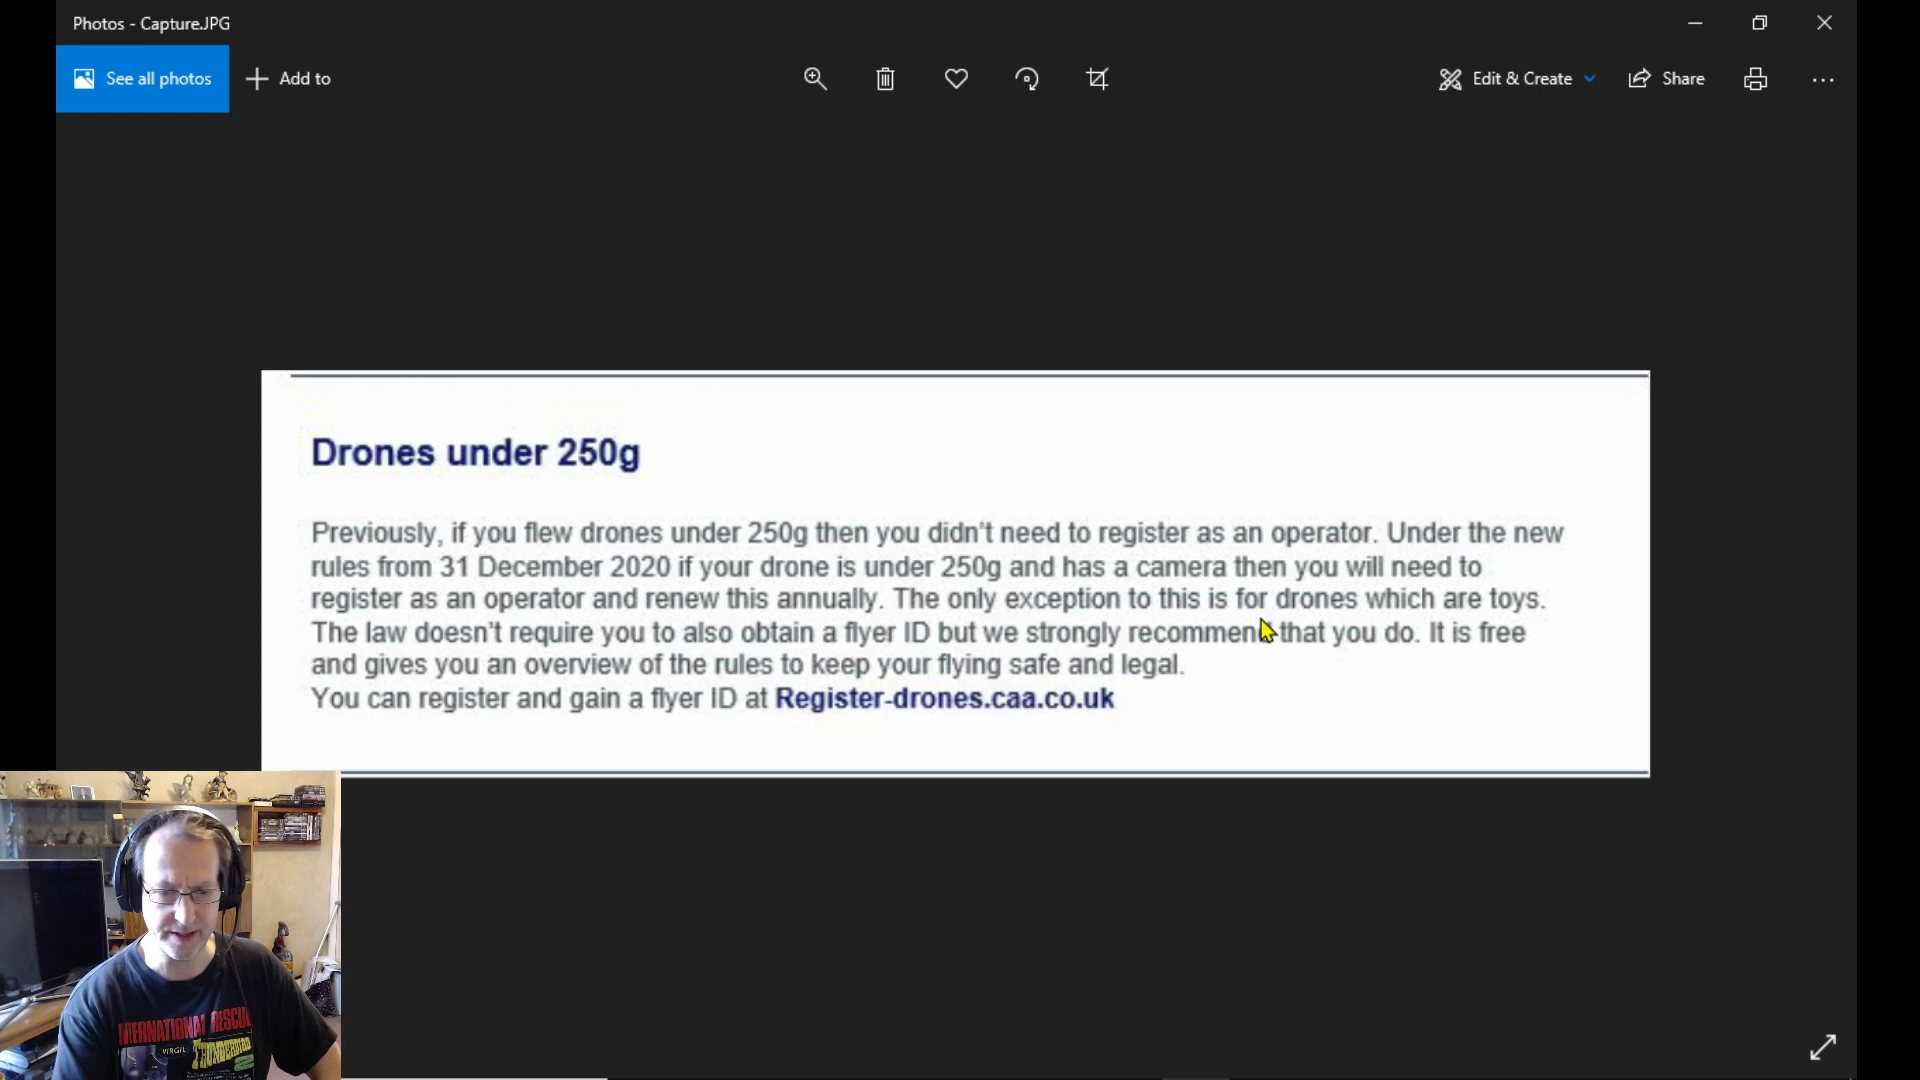 Photos - Capture.JPG
See all photos
Add to
Edit & Create
Share
Drones under 250g
Previously, if you flew drones under 250g then you didn't need to register as an operator. Under the new
rules from 31 December 2020 if your drone is under 250g and has a camera then you will need to
register as an operator and renew this annually. The only exception to this is for drones which are toys.
The law doesn't require you to also obtain a flyer ID but we strongly recommend that you do. It is free
and gives you an overview of the rules to keep your flying safe and legal.
You can register and gain a flyer ID at Register-drones.caa.co.uk
INTERNATIONAL RESCUE
VIRGIL
THUNDERBIRD
2